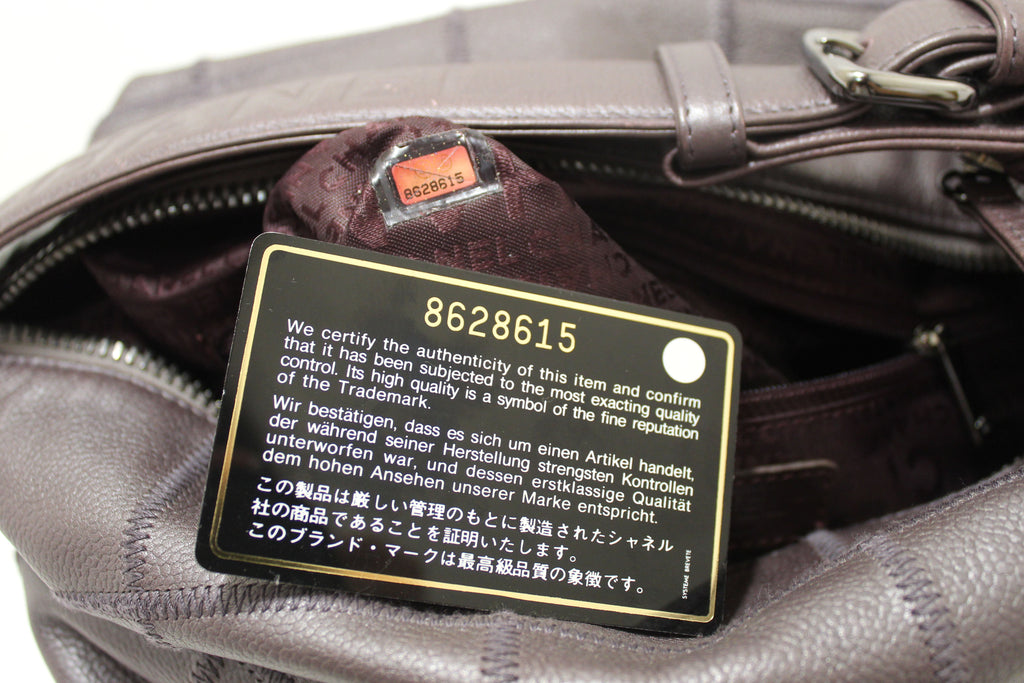 8628615
8628615
We certify the authenticity of this item and confirm
that it has been subjected to the most exacting quality
control. Its high quality is a symbol of the fine reputation
of the Trademark.
Wir bestätigen, dass es sich um einen Artikel handelt,
der während seiner Herstellung strengsten Kontrollen
unterworfen war, und dessen erstklassige Qualität
dem hohen Ansehen unserer Marke entspricht.
この製品は厳しい管理のもとに製造されたシャネル
社の商品であることを証明いたします。
このブランド・マークは最高級品質の象徴です。
SYSTEME BREVETE